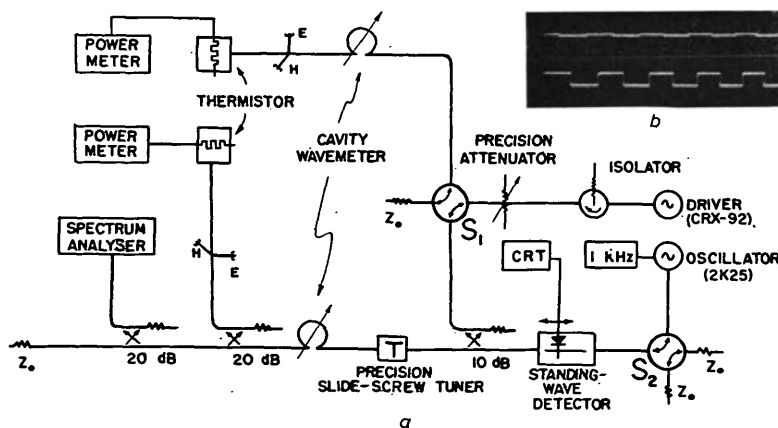 POWER
METER
E
H
THERMISTOR
b
POWER
METER
CAVITY
WAVEMETER
PRECISION
ATTENUATOR
ISOLATOR
Z₀
S₁
DRIVER
(CRX-92)
SPECTRUM
ANALYSER
H
E
CRT
1 KHz
OSCILLATOR
(2K25)
Z₀
20 dB
20 dB
T
PRECISION
SLIDE-SCREW TUNER
10 dB
STANDING-
WAVE
DETECTOR
S₂
Z₀
Z₀
a